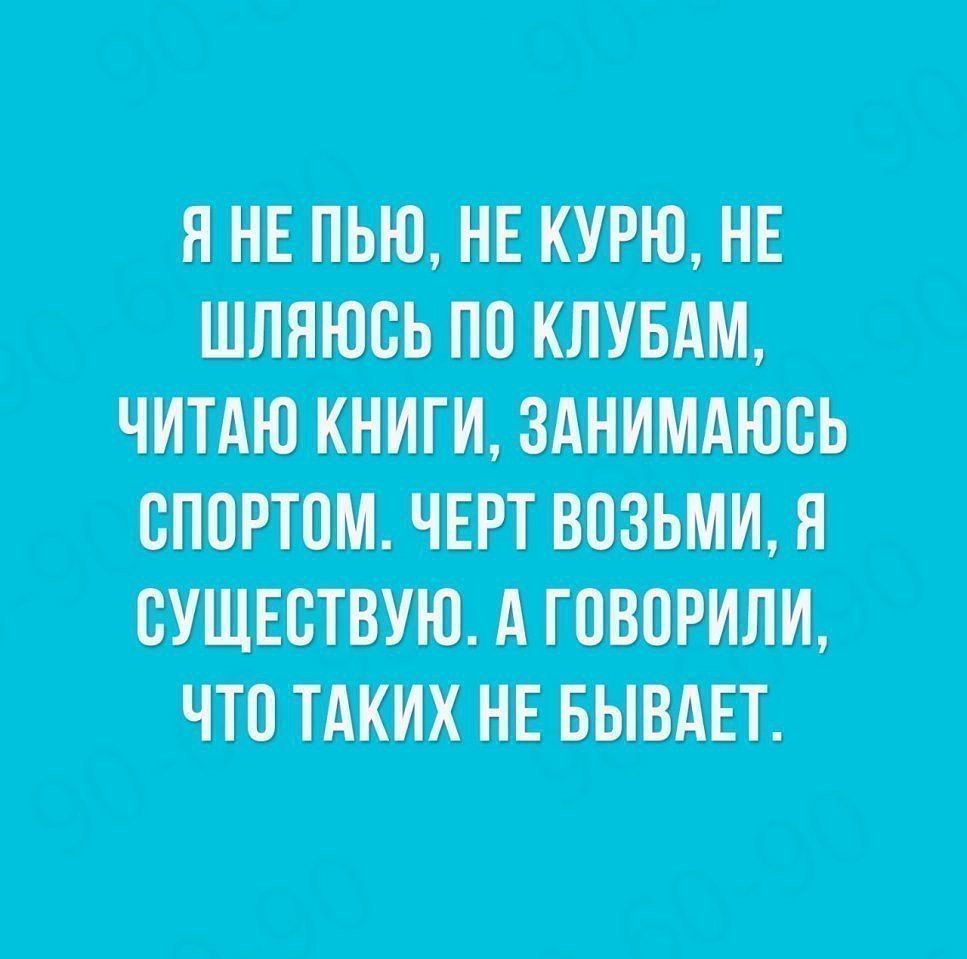 Я НЕ ПЬЮ, НЕ КУРЮ, НЕ
ШЛЯЮСЬ ПО КЛУБАМ,
ЧИТАЮ КНИГИ, ЗАНИМАЮСЬ
СПОРТОМ. ЧЕРТ ВОЗЬМИ, Я
СУЩЕСТВУЮ. А ГОВОРИЛИ,
ЧТО ТАКИХ НЕ БЫВАЕТ.